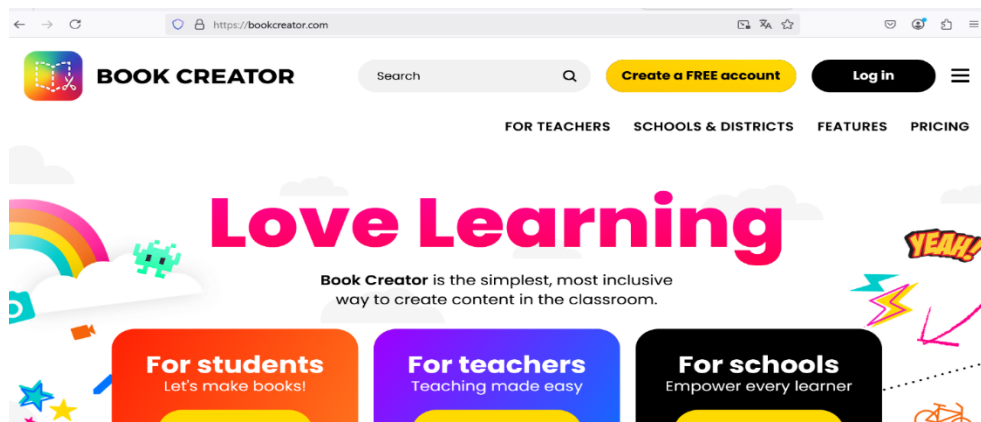 https://bookcreator.com
BOOK CREATOR
Search
Create a FREE account
Log in
FOR TEACHERS SCHOOLS & DISTRICTS FEATURES PRICING
Love Learning
YEAH!
Book Creator is the simplest, most inclusive
way to create content in the classroom.
For students
Let's make books!
For teachers
Teaching made easy
For schools
Empower every learner